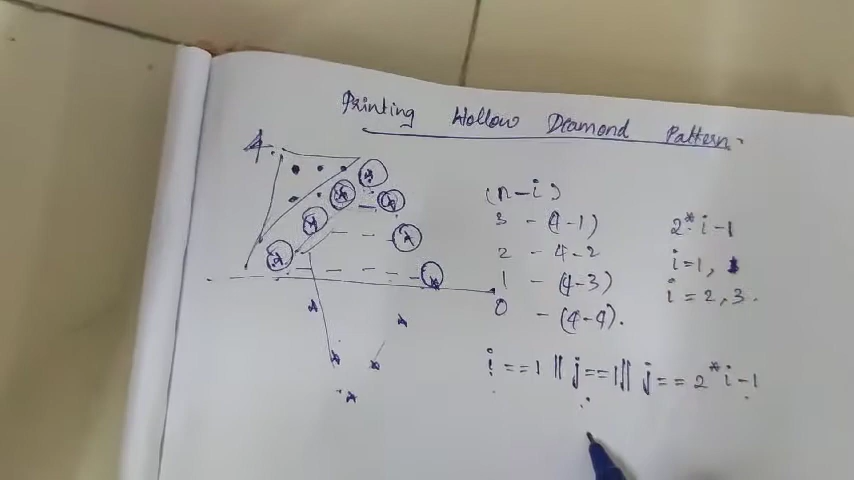 Printing Hollow Diamond Pattern.
4.
(n-i)
3 - (4-1)
2 - 4-2
1 - (4-3)
0 - (4-4).
2*i-1
i=1, 1
i=2,3.
i==1 || j==1|| j==2*i-1